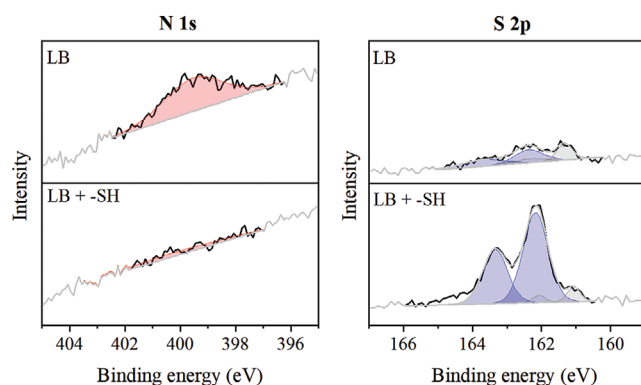 N 1s
S 2p
LB
LB
Intensity
Intensity
LB + -SH
LB + -SH
404 402 400 398 396
166 164 162 160
Binding energy (eV)
Binding energy (eV)